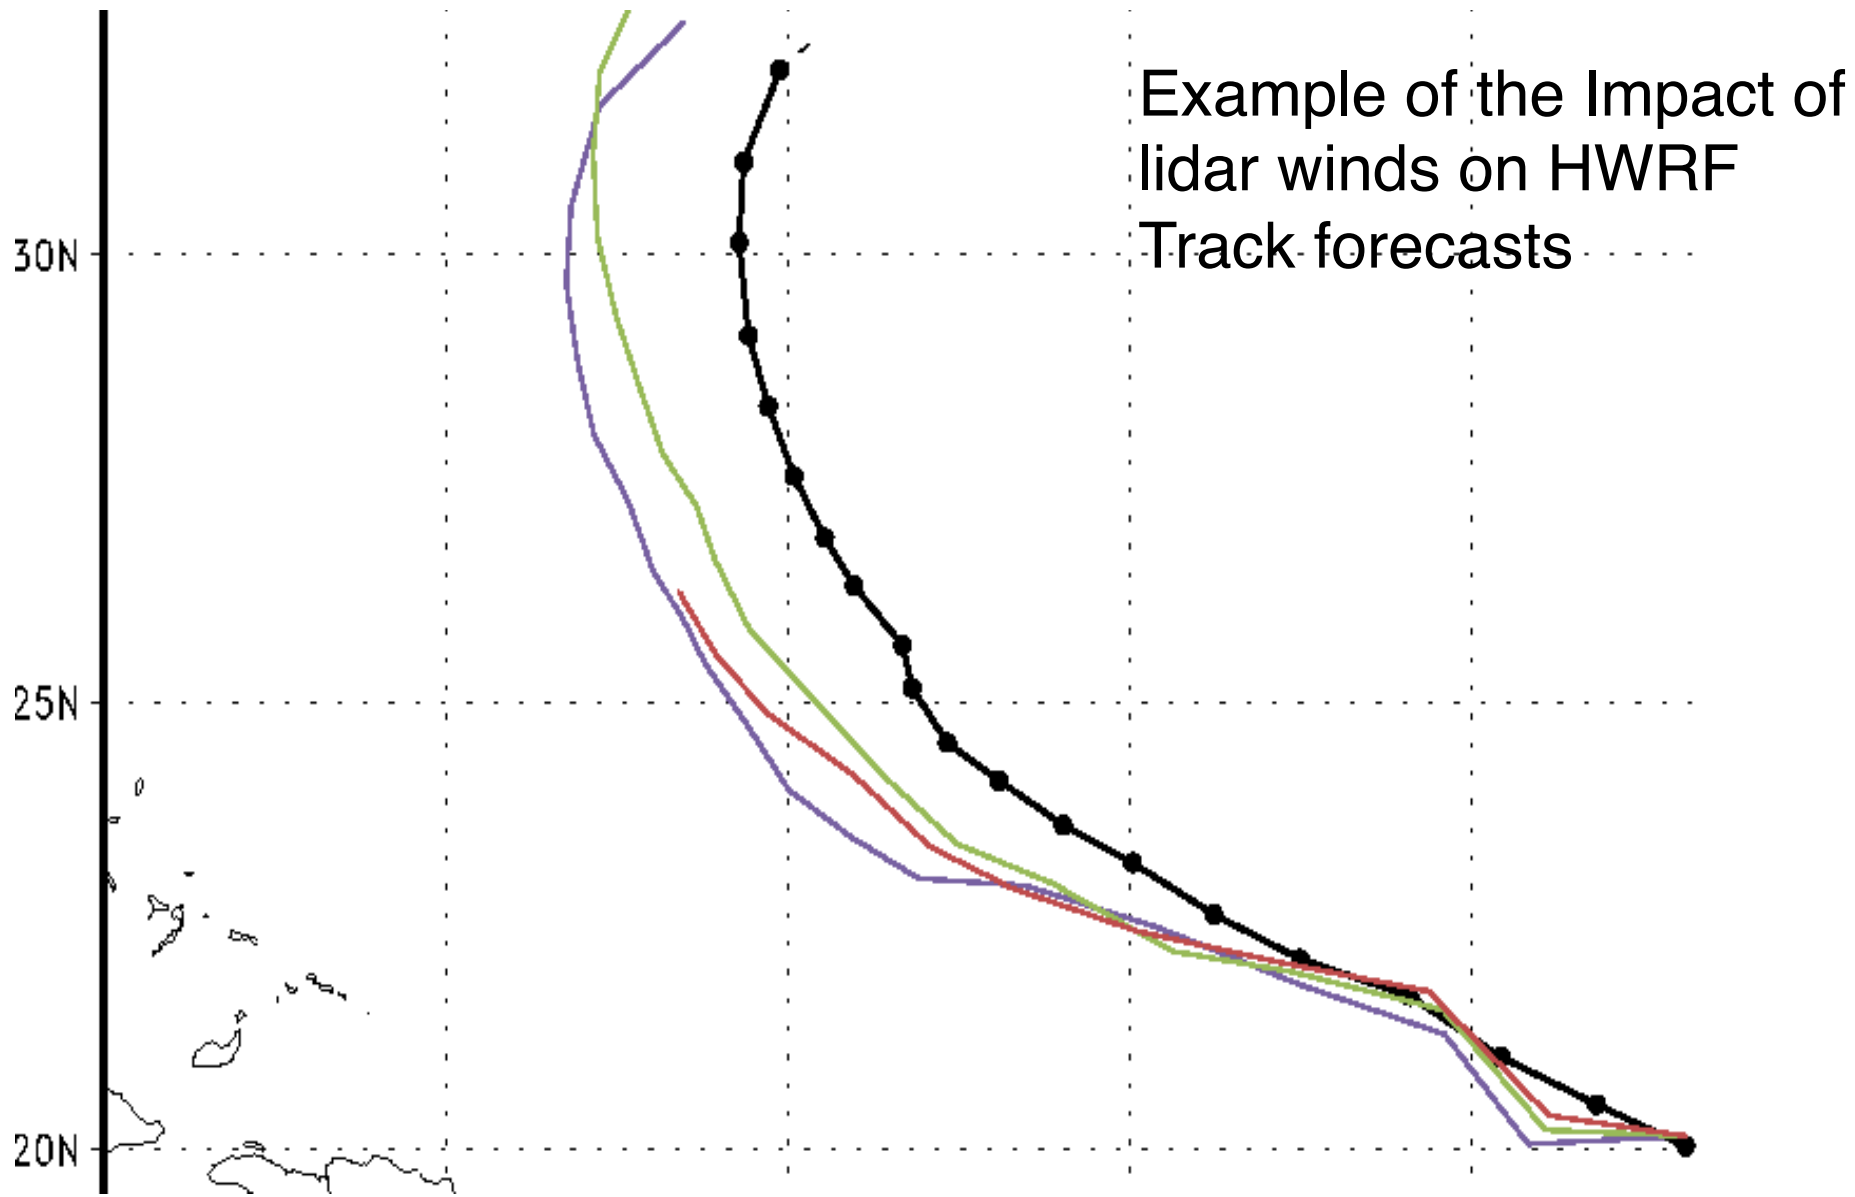 Example of the Impact of
lidar winds on HWRF
Track forecasts
30N
25N
20N